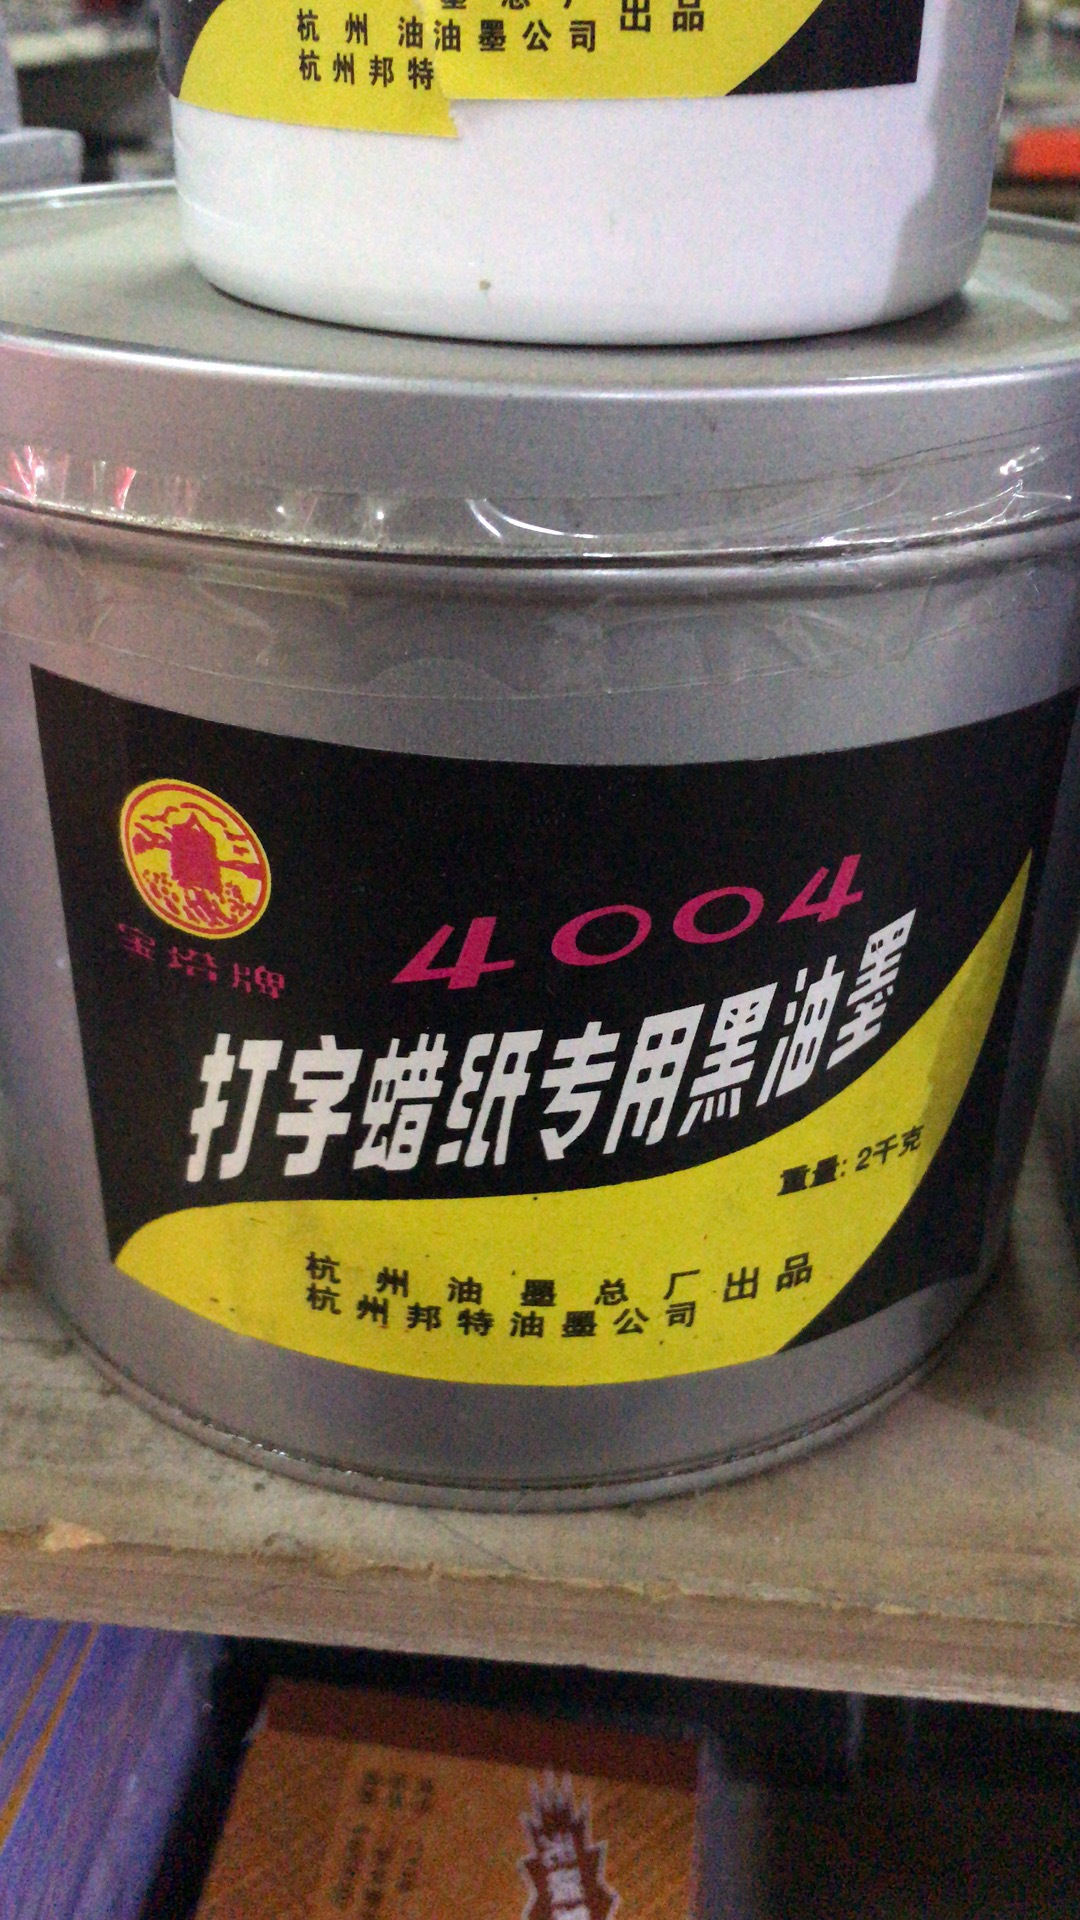 杭州 油油墨公司 出品
杭州邦特
宝塔牌
4004
打字蜡纸专用黑油墨
重量:2千克
杭州油墨总厂出品
杭州邦特油墨公司